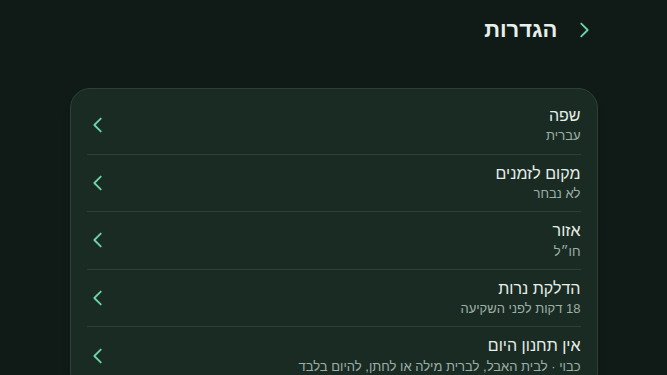 הגדרות
שפה
עברית
מקום לזמנים
לא נבחר
אזור
חו״ל
הדלקת נרות
18 דקות לפני השקיעה
אין תחנון היום
כבוי · לבית האבל, לברית מילה או לחתן, להיום בלבד